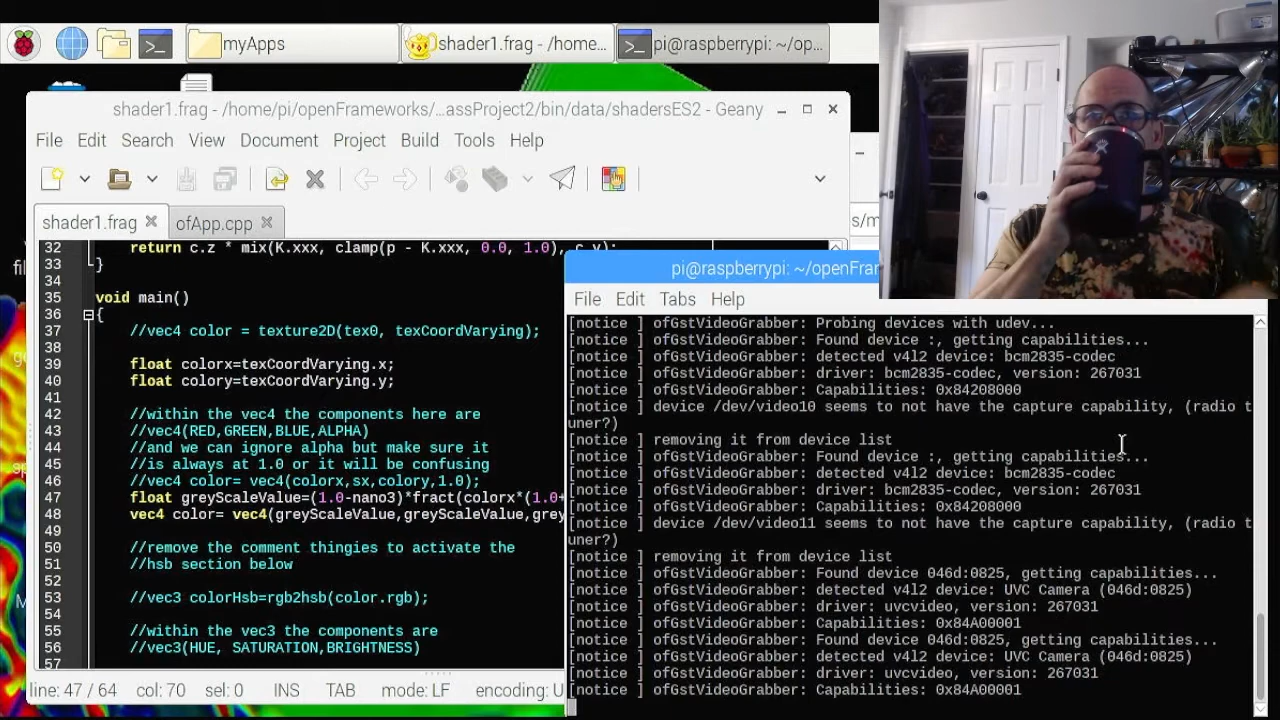 myApps
shader1.frag - /home...
pi@raspberrypi: ~/op...
shader1.frag - /home/pi/openFrameworks/...assProject2/bin/data/shadersES2 - Geany
File Edit Search View Document Project Build Tools Help
shader1.frag
ofApp.cpp
s/m
32 return c.z * mix(K.xxx, clamp(p - K.xxx, 0.0, 1.0), c.y);
33 }
34
35 void main()
36 {
37 //vec4 color = texture2D(tex0, texCoordVarying);
38
39 float colorx=texCoordVarying.x;
40 float colory=texCoordVarying.y;
41
42 //within the vec4 the components here are
43 //vec4(RED,GREEN,BLUE,ALPHA)
44 //and we can ignore alpha but make sure it
45 //is always at 1.0 or it will be confusing
46 //vec4 color= vec4(colorx,sx,colory,1.0);
47 float greyScaleValue=(1.0-nano3)*fract(colorx*(1.0+
48 vec4 color= vec4(greyScaleValue,greyScaleValue,grey
49
50 //remove the comment thingies to activate the
51 //hsb section below
52
53 //vec3 colorHsb=rgb2hsb(color.rgb);
54
55 //within the vec3 the components are
56 //vec3(HUE, SATURATION,BRIGHTNESS)
57
line: 47 / 64 col: 70 sel: 0 INS TAB mode: LF encoding: U
pi@raspberrypi: ~/openFrar
File Edit Tabs Help
[notice ] ofGstVideoGrabber: Probing devices with udev...
[notice ] ofGstVideoGrabber: Found device :, getting capabilities...
[notice ] ofGstVideoGrabber: detected v4l2 device: bcm2835-codec
[notice ] ofGstVideoGrabber: driver: bcm2835-codec, version: 267031
[notice ] ofGstVideoGrabber: Capabilities: 0x84208000
[notice ] device /dev/video10 seems to not have the capture capability, (radio t
uner?)
[notice ] removing it from device list
[notice ] ofGstVideoGrabber: Found device :, getting capabilities...
[notice ] ofGstVideoGrabber: detected v4l2 device: bcm2835-codec
[notice ] ofGstVideoGrabber: driver: bcm2835-codec, version: 267031
[notice ] ofGstVideoGrabber: Capabilities: 0x84208000
[notice ] device /dev/video11 seems to not have the capture capability, (radio t
uner?)
[notice ] removing it from device list
[notice ] ofGstVideoGrabber: Found device 046d:0825, getting capabilities...
[notice ] ofGstVideoGrabber: detected v4l2 device: UVC Camera (046d:0825)
[notice ] ofGstVideoGrabber: driver: uvcvideo, version: 267031
[notice ] ofGstVideoGrabber: Capabilities: 0x84A00001
[notice ] ofGstVideoGrabber: Found device 046d:0825, getting capabilities...
[notice ] ofGstVideoGrabber: detected v4l2 device: UVC Camera (046d:0825)
[notice ] ofGstVideoGrabber: driver: uvcvideo, version: 267031
[notice ] ofGstVideoGrabber: Capabilities: 0x84A00001